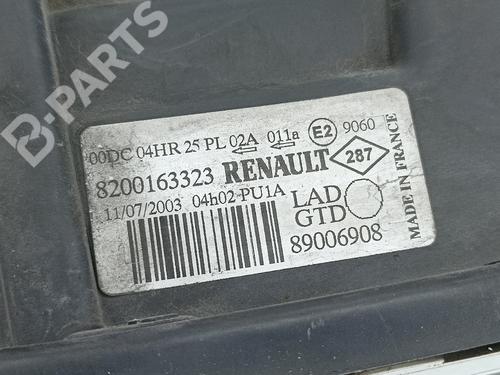 B-PARTS
00DC 04HR 25 PL 02A 011a E2 9060
8200163323 RENAULT 287
11/07/2003 04h02 PU1A
LAD
GTD
89006908
MADE IN FRANCE